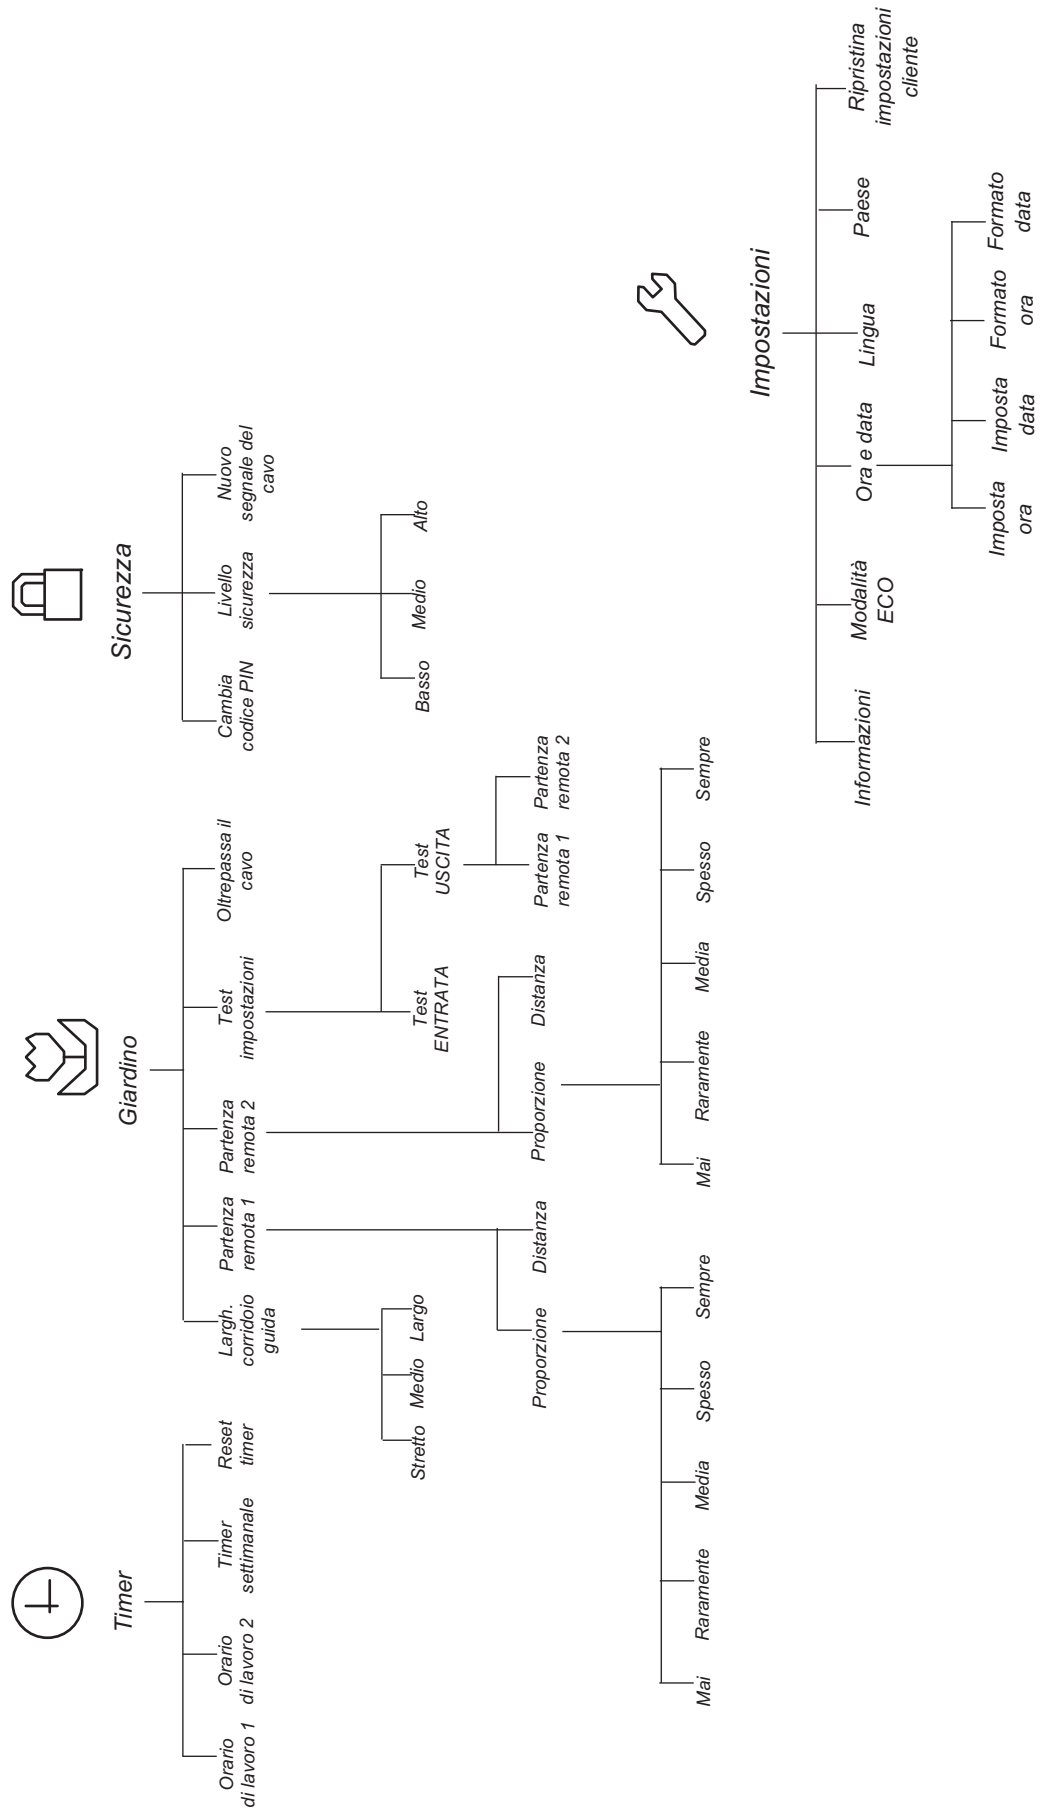 Timer
Orario
di lavoro 1
Orario
di lavoro 2
Timer
settimanale
Reset
timer
Giardino
Largh.
corridoio
guida
Stretto
Medio
Largo
Partenza
remota 1
Proporzione
Distanza
Mai
Raramente
Media
Spesso
Sempre
Partenza
remota 2
Proporzione
Distanza
Mai
Raramente
Media
Spesso
Sempre
Test
impostazioni
Test
ENTRATA
Test
USCITA
Partenza
remota 1
Partenza
remota 2
Oltrepassa il
cavo
Sicurezza
Cambia
codice PIN
Livello
sicurezza
Basso
Medio
Alto
Nuovo
segnale del
cavo
Impostazioni
Informazioni
Modalità
ECO
Ora e data
Imposta
ora
Imposta
data
Formato
ora
Formato
data
Lingua
Paese
Ripristina
impostazioni
cliente